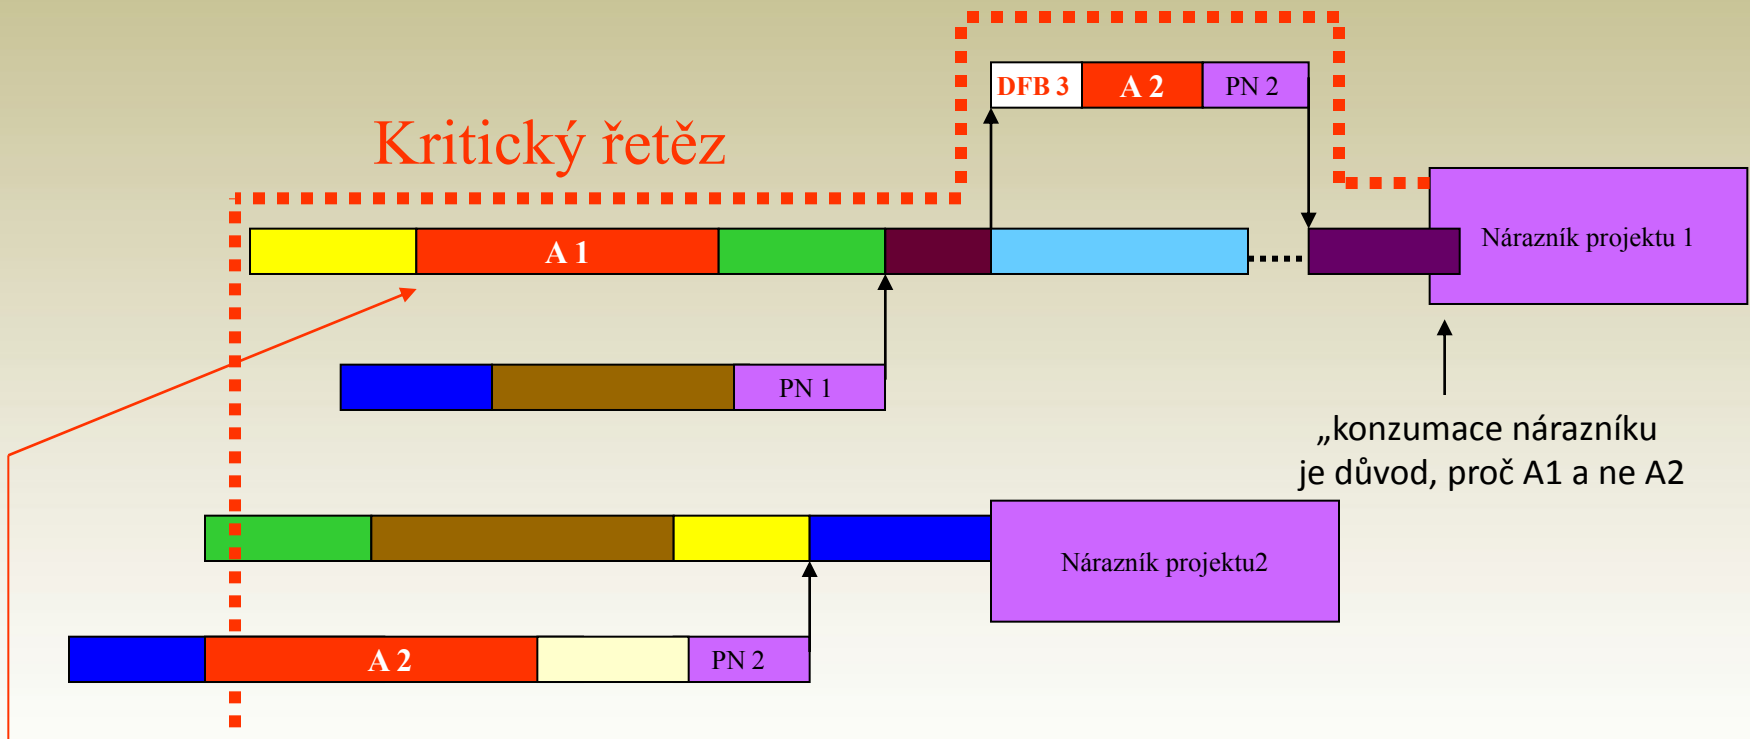 DFB 3
A 2
PN 2
Kritický řetěz
A 1
Nárazník projektu 1
PN 1
„konzumace nárazníku
je důvod, proč A1 a ne A2
Nárazník projektu2
A 2
PN 2